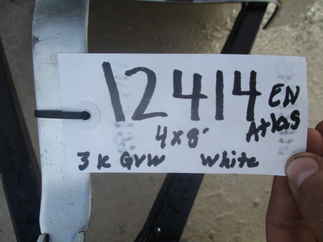 12414 EN
4x8' Atlas
3k GVW White